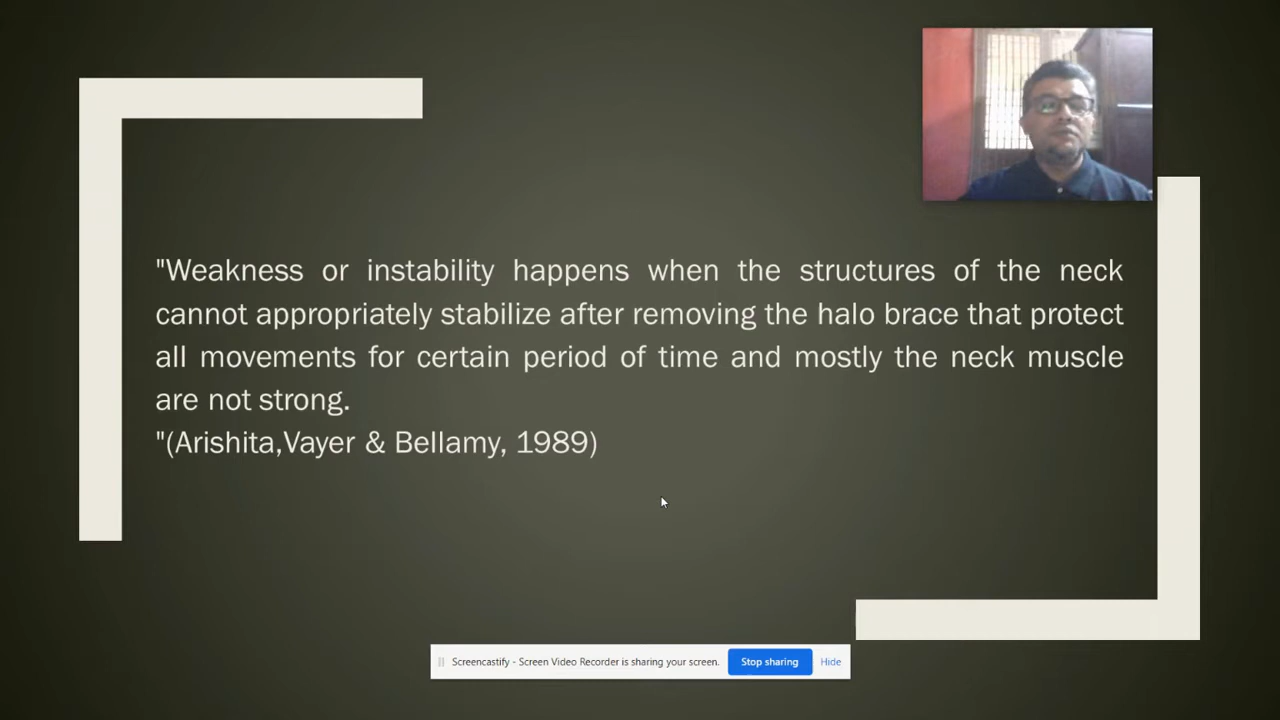 "Weakness or instability happens when the structures of the neck
cannot appropriately stabilize after removing the halo brace that protect
all movements for certain period of time and mostly the neck muscle
are not strong.
"(Arishita,Vayer & Bellamy, 1989)
Screencastify - Screen Video Recorder is sharing your screen. Stop sharing Hide